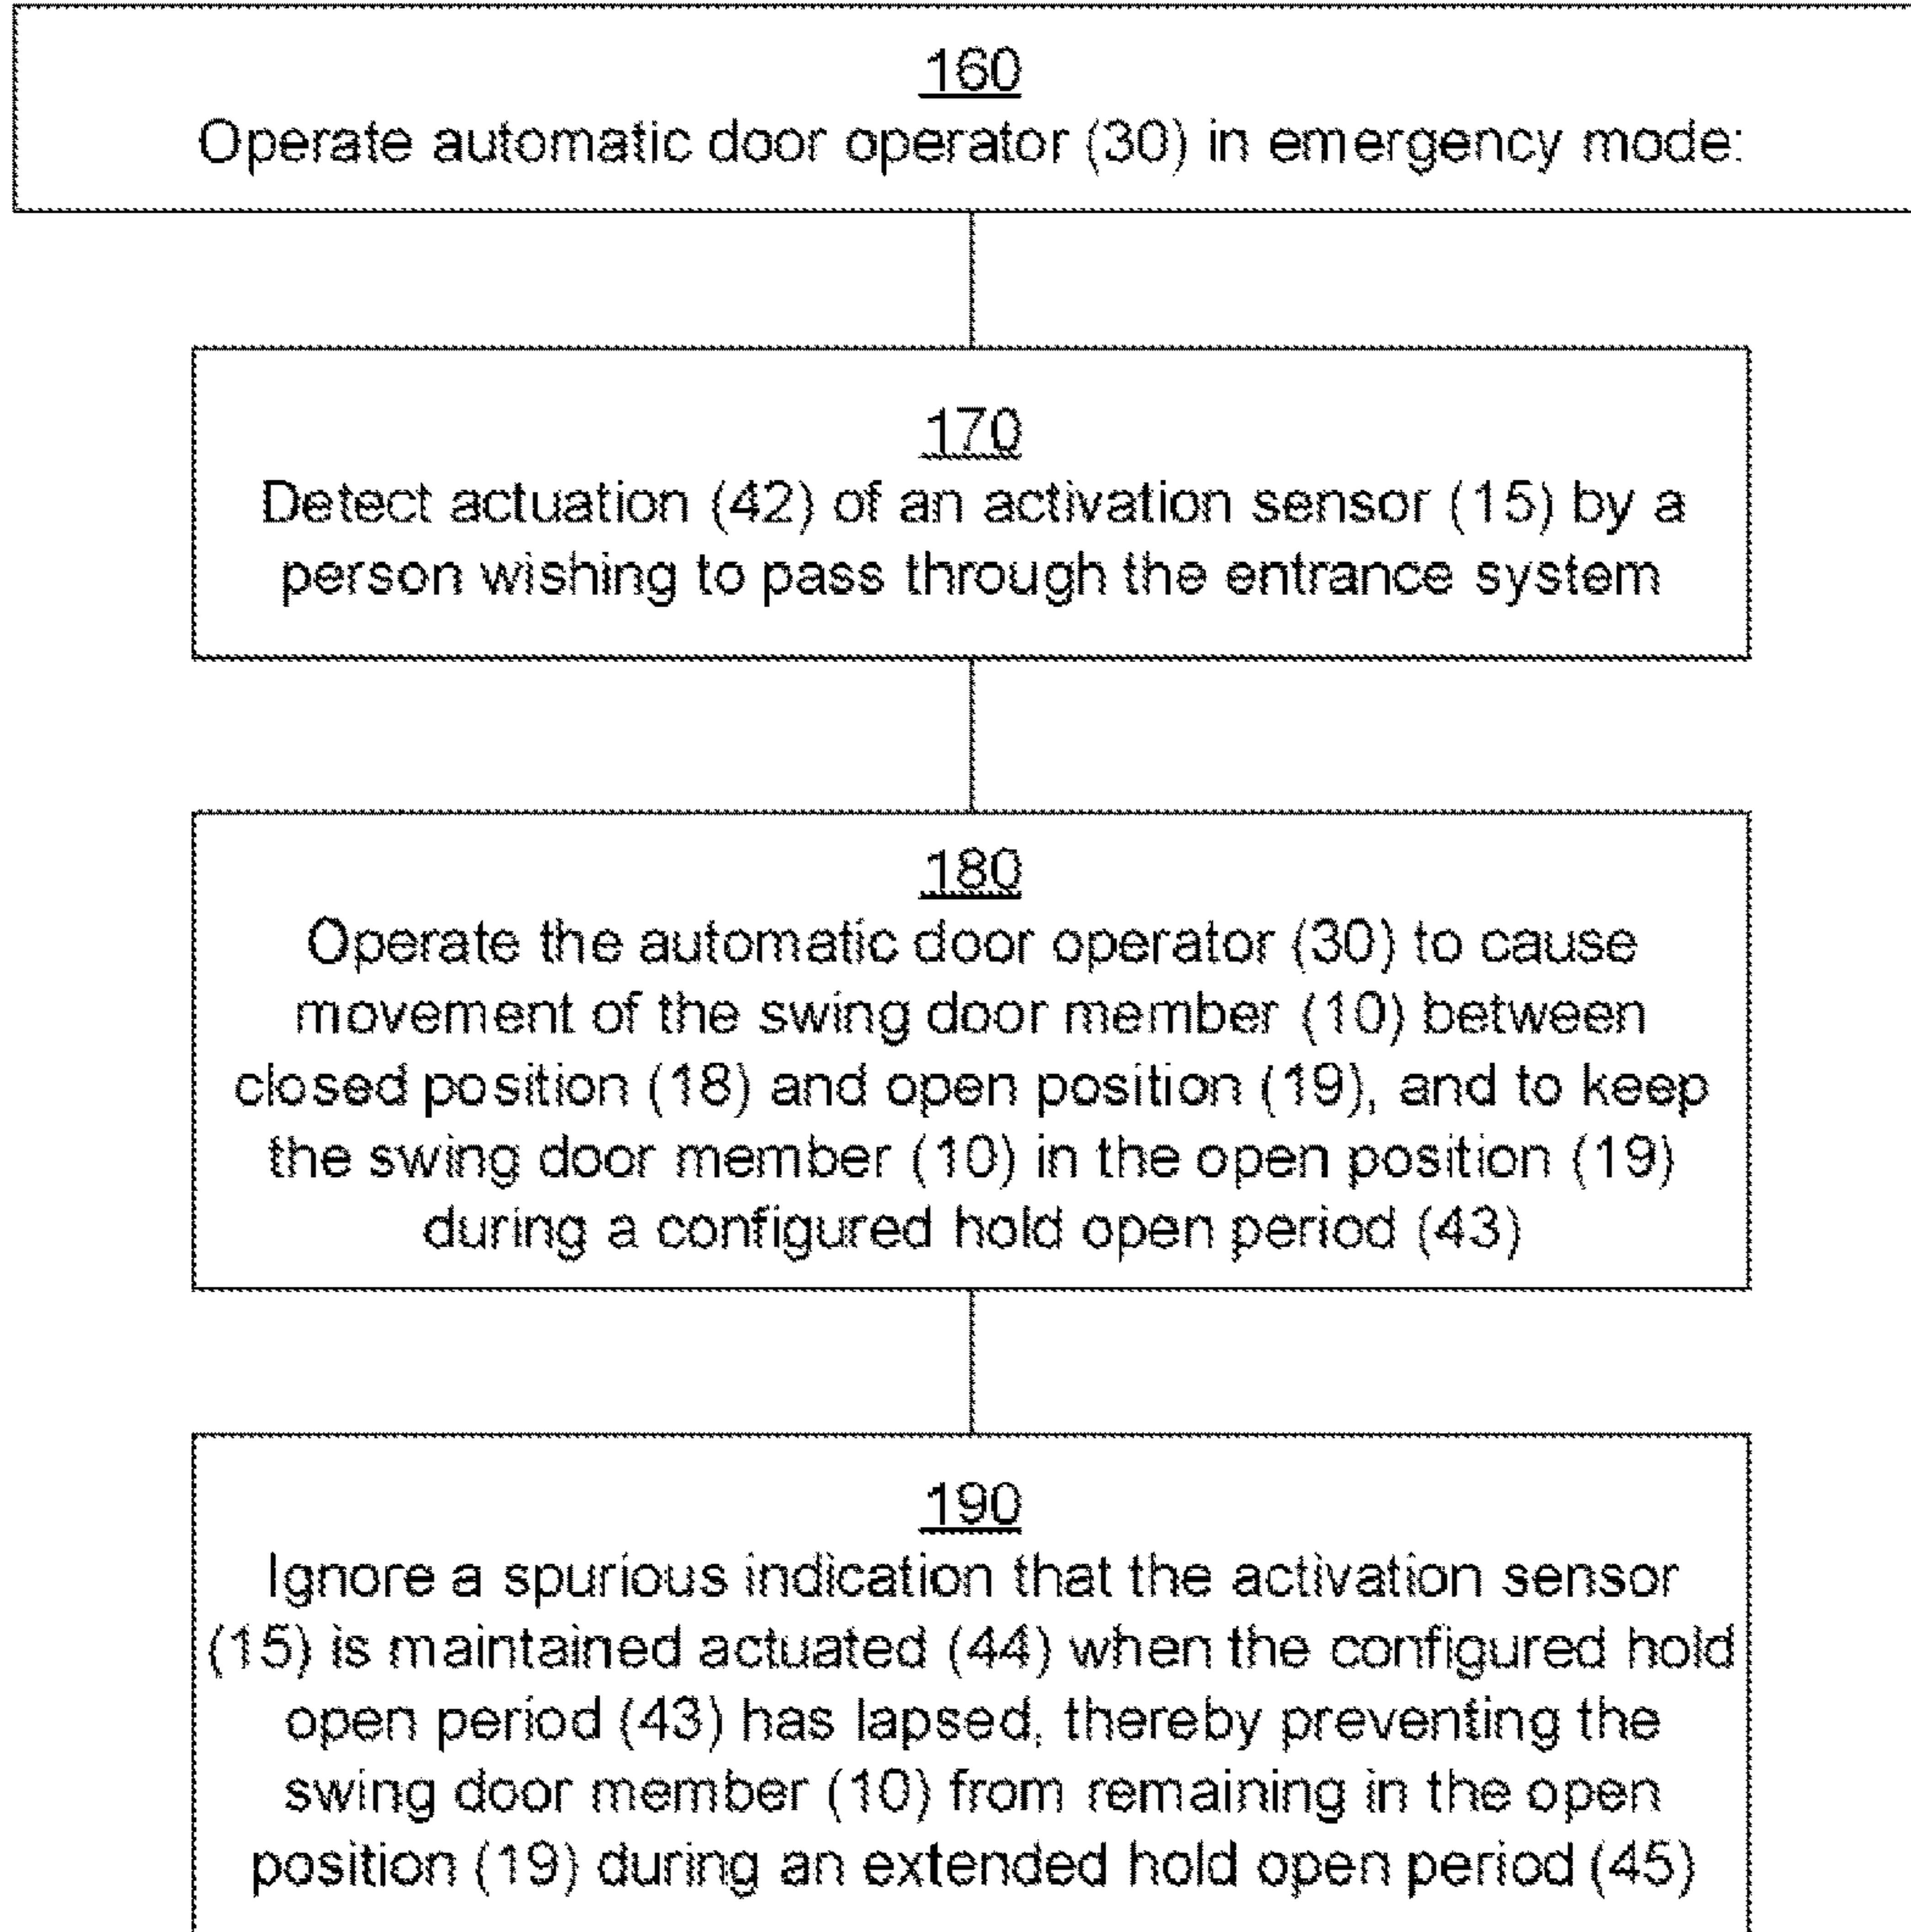 160
Operate automatic door operator (30) in emergency mode:
170
Detect actuation (42) of an activation sensor (15) by a
person wishing to pass through the entrance system
180
Operate the automatic door operator (30) to cause
movement of the swing door member (10) between
closed position (18) and open position (19), and to keep
the swing door member (10) in the open position (19)
during a configured hold open period (43)
190
Ignore a spurious indication that the activation sensor
(15) is maintained actuated (44) when the configured hold
open period (43) has lapsed, thereby preventing the
swing door member (10) from remaining in the open
position (19) during an extended hold open period (45)